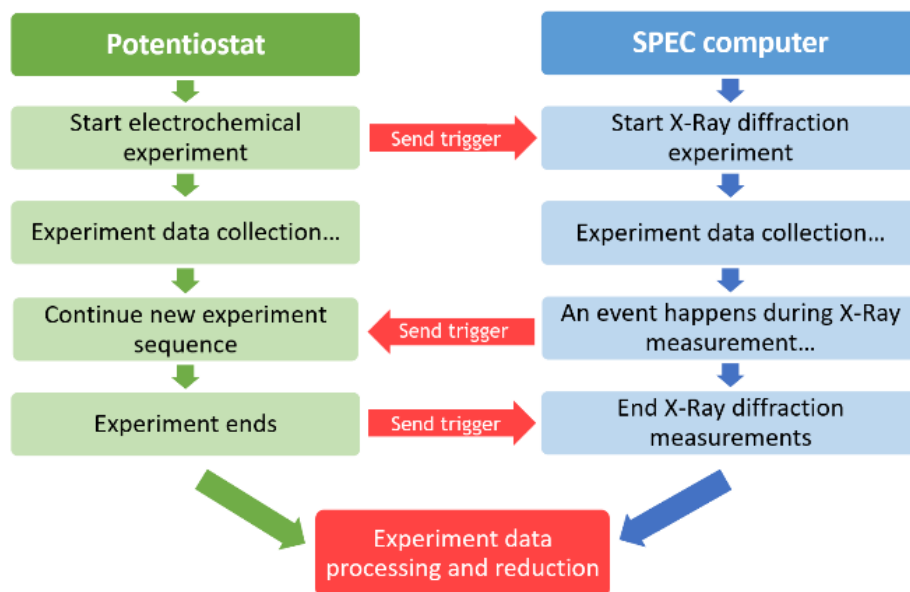 Potentiostat
SPEC computer
Start electrochemical
experiment
Send trigger
Start X-Ray diffraction
experiment
Experiment data collection…
Experiment data collection…
Continue new experiment
sequence
Send trigger
An event happens during X-Ray
measurement…
Experiment ends
Send trigger
End X-Ray diffraction
measurements
Experiment data
processing and reduction